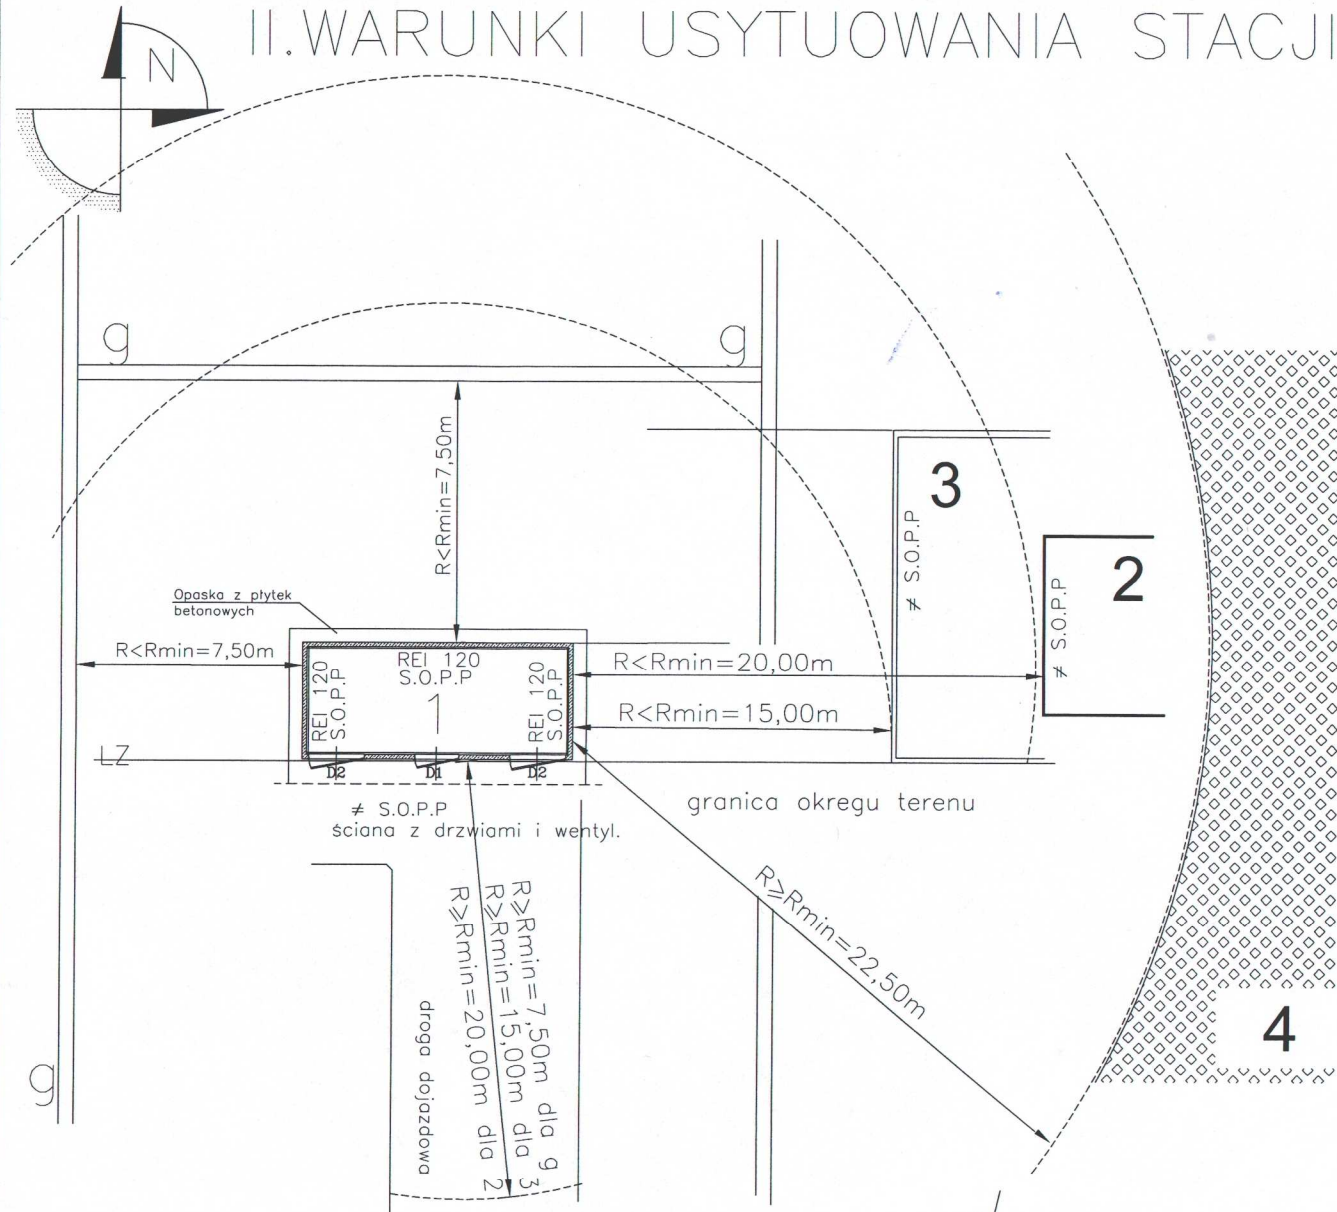 II.WARUNKI USYTUOWANIA STACJI
N
g
g
R<Rmin=7,50m
3
≠ S.O.P.P
2
≠ S.O.P.P
Opaska z płytek
betonowych
R<Rmin=7,50m
REI 120
S.O.P.P
REI 120
S.O.P.P
1
REI 120
S.O.P.P
R<Rmin=20,00m
R<Rmin=15,00m
LZ
D2
D1
D2
≠ S.O.P.P
ściana z drzwiami i wentyl.
granica okregu terenu
R≥Rmin=22,50m
R≥Rmin=7,50m dla g
R≥Rmin=15,00m dla 3
R≥Rmin=20,00m dla 2
droga dojazdowa
4
g